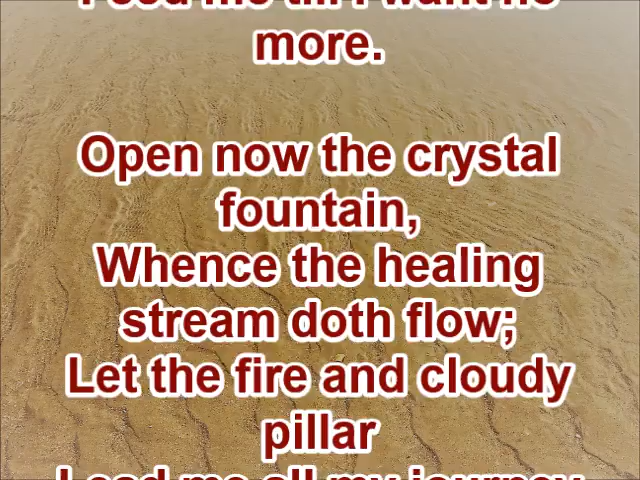 Feed me till I want no
more.
Open now the crystal
fountain,
Whence the healing
stream doth flow;
Let the fire and cloudy
pillar
Lead me all my journey